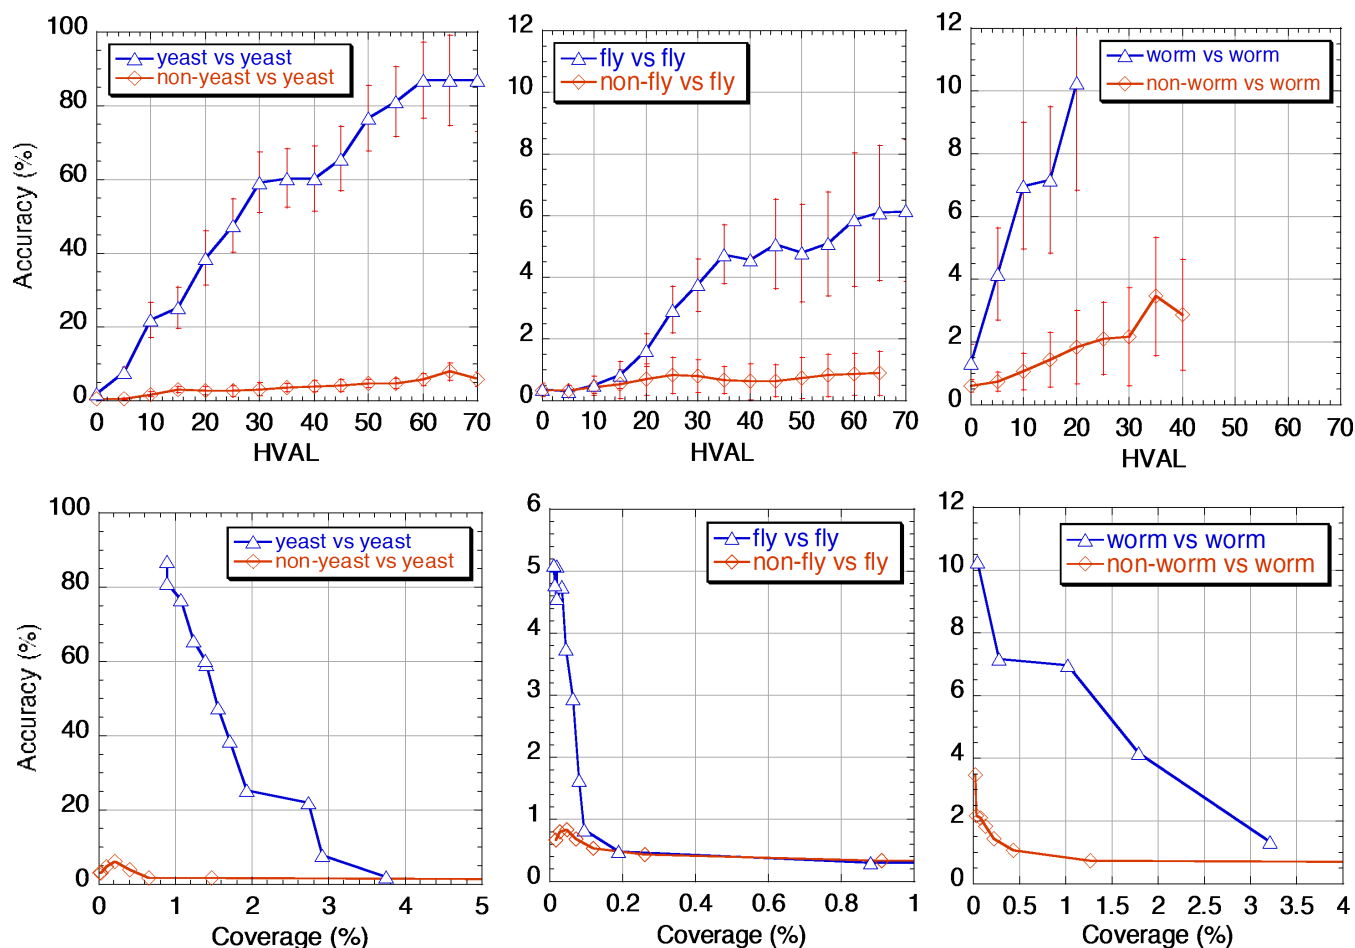 100
80
60
40
20
0
Accuracy (%)
yeast vs yeast
non-yeast vs yeast
0 10 20 30 40 50 60 70
HVAL
12
10
8
6
4
2
0
fly vs fly
non-fly vs fly
0 10 20 30 40 50 60 70
HVAL
12
10
8
6
4
2
0
worm vs worm
non-worm vs worm
0 10 20 30 40 50 60 70
HVAL
100
80
60
40
20
0
Accuracy (%)
yeast vs yeast
non-yeast vs yeast
0 1 2 3 4 5
Coverage (%)
6
5
4
3
2
1
0
fly vs fly
non-fly vs fly
0 0.2 0.4 0.6 0.8 1
Coverage (%)
12
10
8
6
4
2
0
worm vs worm
non-worm vs worm
0 0.5 1 1.5 2 2.5 3 3.5 4
Coverage (%)